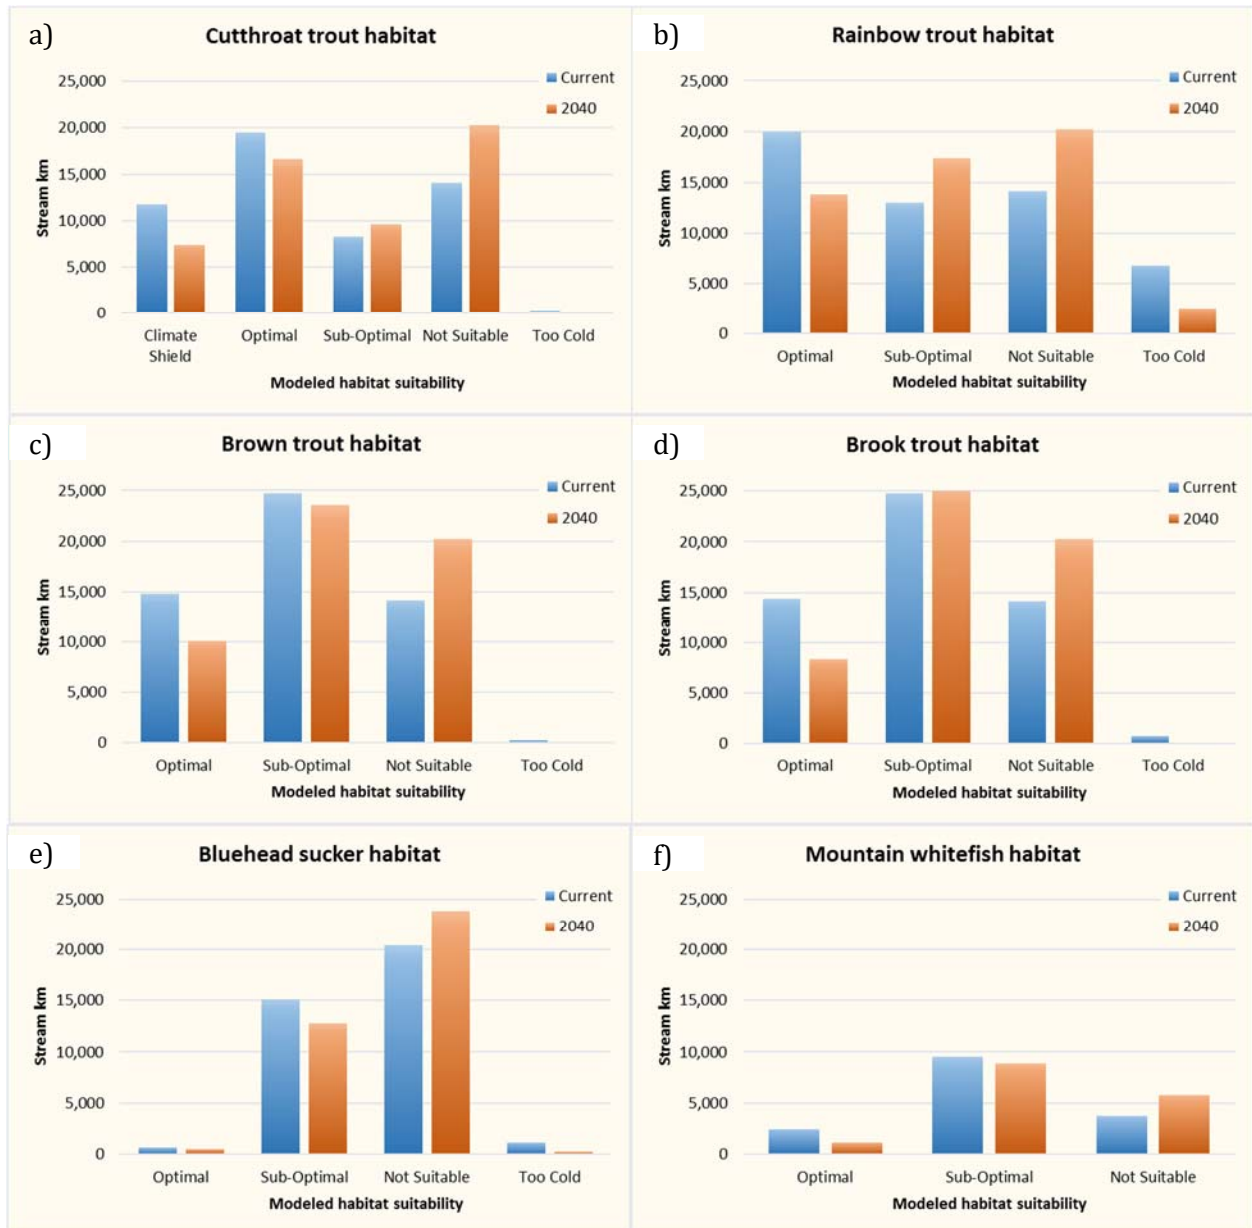 a)
Cutthroat trout habitat
25,000
20,000
15,000
10,000
5,000
0
Stream km
Current
2040
Climate Shield
Optimal
Sub-Optimal
Not Suitable
Too Cold
Modeled habitat suitability
b)
Rainbow trout habitat
25,000
20,000
15,000
10,000
5,000
0
Stream km
Current
2040
Optimal
Sub-Optimal
Not Suitable
Too Cold
Modeled habitat suitability
c)
Brown trout habitat
25,000
20,000
15,000
10,000
5,000
0
Stream km
Current
2040
Optimal
Sub-Optimal
Not Suitable
Too Cold
Modeled habitat suitability
d)
Brook trout habitat
25,000
20,000
15,000
10,000
5,000
0
Stream km
Current
2040
Optimal
Sub-Optimal
Not Suitable
Too Cold
Modeled habitat suitability
e)
Bluehead sucker habitat
25,000
20,000
15,000
10,000
5,000
0
Stream km
Current
2040
Optimal
Sub-Optimal
Not Suitable
Too Cold
Modeled habitat suitability
f)
Mountain whitefish habitat
25,000
20,000
15,000
10,000
5,000
0
Stream km
Current
2040
Optimal
Sub-Optimal
Not Suitable
Modeled habitat suitability